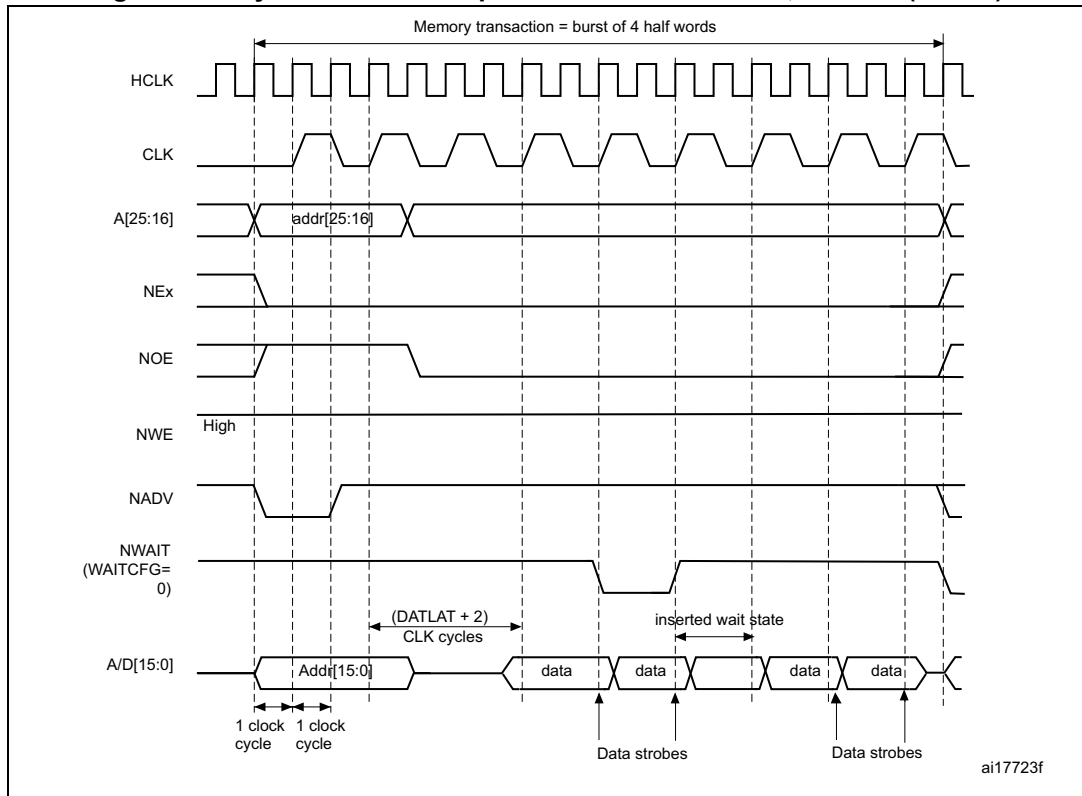 Memory transaction = burst of 4 half words
HCLK
CLK
A[25:16]
addr[25:16]
NEx
NOE
High
NWE
NADV
NWAIT
(WAITCFG=
0)
(DATLAT + 2)
CLK cycles
inserted wait state
A/D[15:0]
Addr[15:0]
data
data
data
data
1 clock
cycle
1 clock
cycle
Data strobes
Data strobes
ai17723f